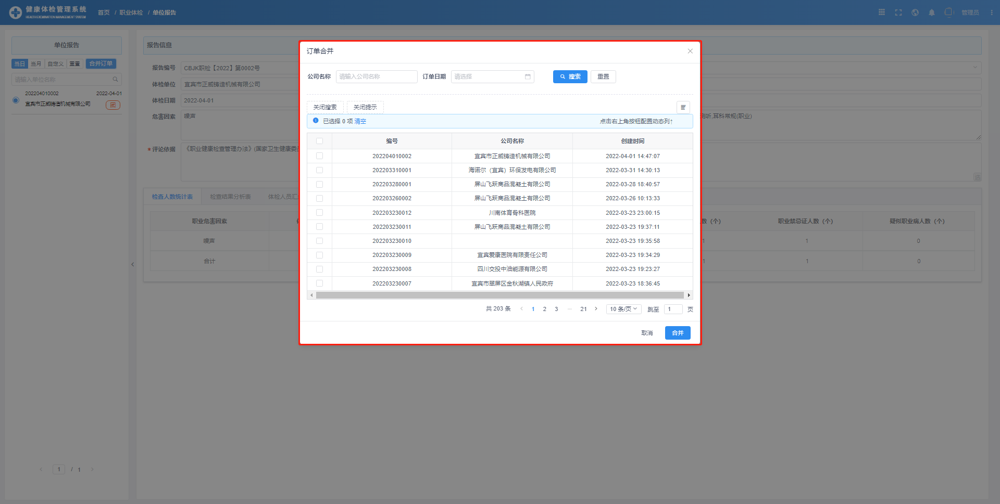 健康体检管理系统
HEALTH EXOMINATION MANAGEMENT SYSTEM
首页 / 职业体检 / 单位报告
管理员
单位报告
当日 当月 自定义 重置 合并订单
请输入单位名称
202204010002 2022-04-01
宜宾市正威铸造机械有限公司
1 / 1
报告信息
报告编号 CBJK职检【2022】第0002号
体检单位 宜宾市正威铸造机械有限公司
体检日期 2022-04-01
危害因素 噪声
测听,耳科常规(职业)
*评论依据 《职业健康检查管理办法》(国家卫生健康委
选
检查人数统计表 检查结果分析表 体检人员汇
职业危害因素 数（个） 职业禁忌证人数（个） 疑似职业病人数（个）
噪声 1 1 0
合计 1 1 0
订单合并
公司名称 请输入公司名称 订单日期 请选择 搜索 重置
关闭搜索 关闭提示
已选择 0 项 清空 点击右上角按钮配置动态列↑
编号 公司名称 创建时间
202204010002 宜宾市正威铸造机械有限公司 2022-04-01 14:47:07
202203310001 海诺尔（宜宾）环保发电有限公司 2022-03-31 14:30:13
202203280001 屏山飞跃商品混凝土有限公司 2022-03-28 18:40:57
202203260002 屏山飞跃商品混凝土有限公司 2022-03-26 10:13:33
202203230012 川南体育骨科医院 2022-03-23 23:00:15
202203230011 屏山飞跃商品混凝土有限公司 2022-03-23 19:37:11
202203230010 2022-03-23 19:35:58
202203230009 宜宾爱康医院有限责任公司 2022-03-23 19:34:29
202203230008 四川交投中油能源有限公司 2022-03-23 19:23:27
202203230007 宜宾市翠屏区金秋湖镇人民政府 2022-03-23 18:36:45
共 203 条 1 2 3 ··· 21 10 条/页 跳至 1 页
取消 合并